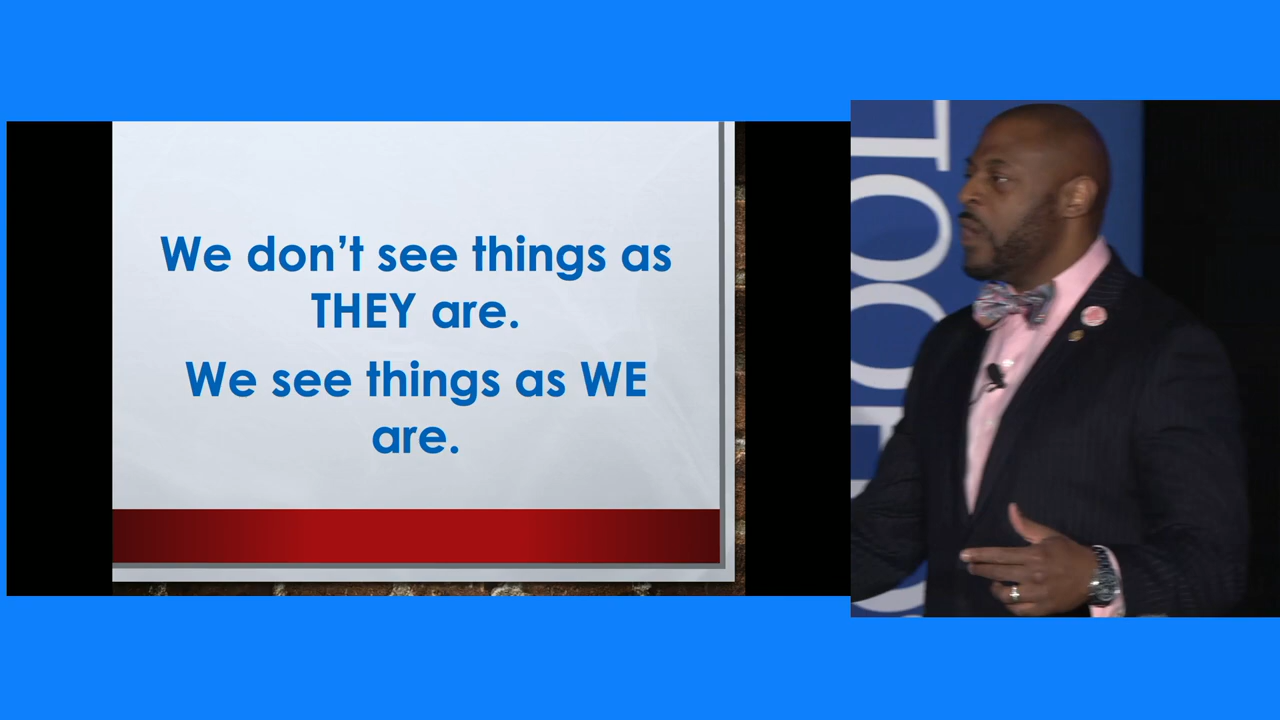 We don’t see things as
THEY are.
We see things as WE
are.